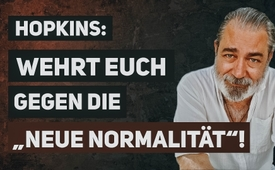 HOPKINS:
WEHRT EUCH
GEGEN DIE
„NEUE NORMALITÄT“!